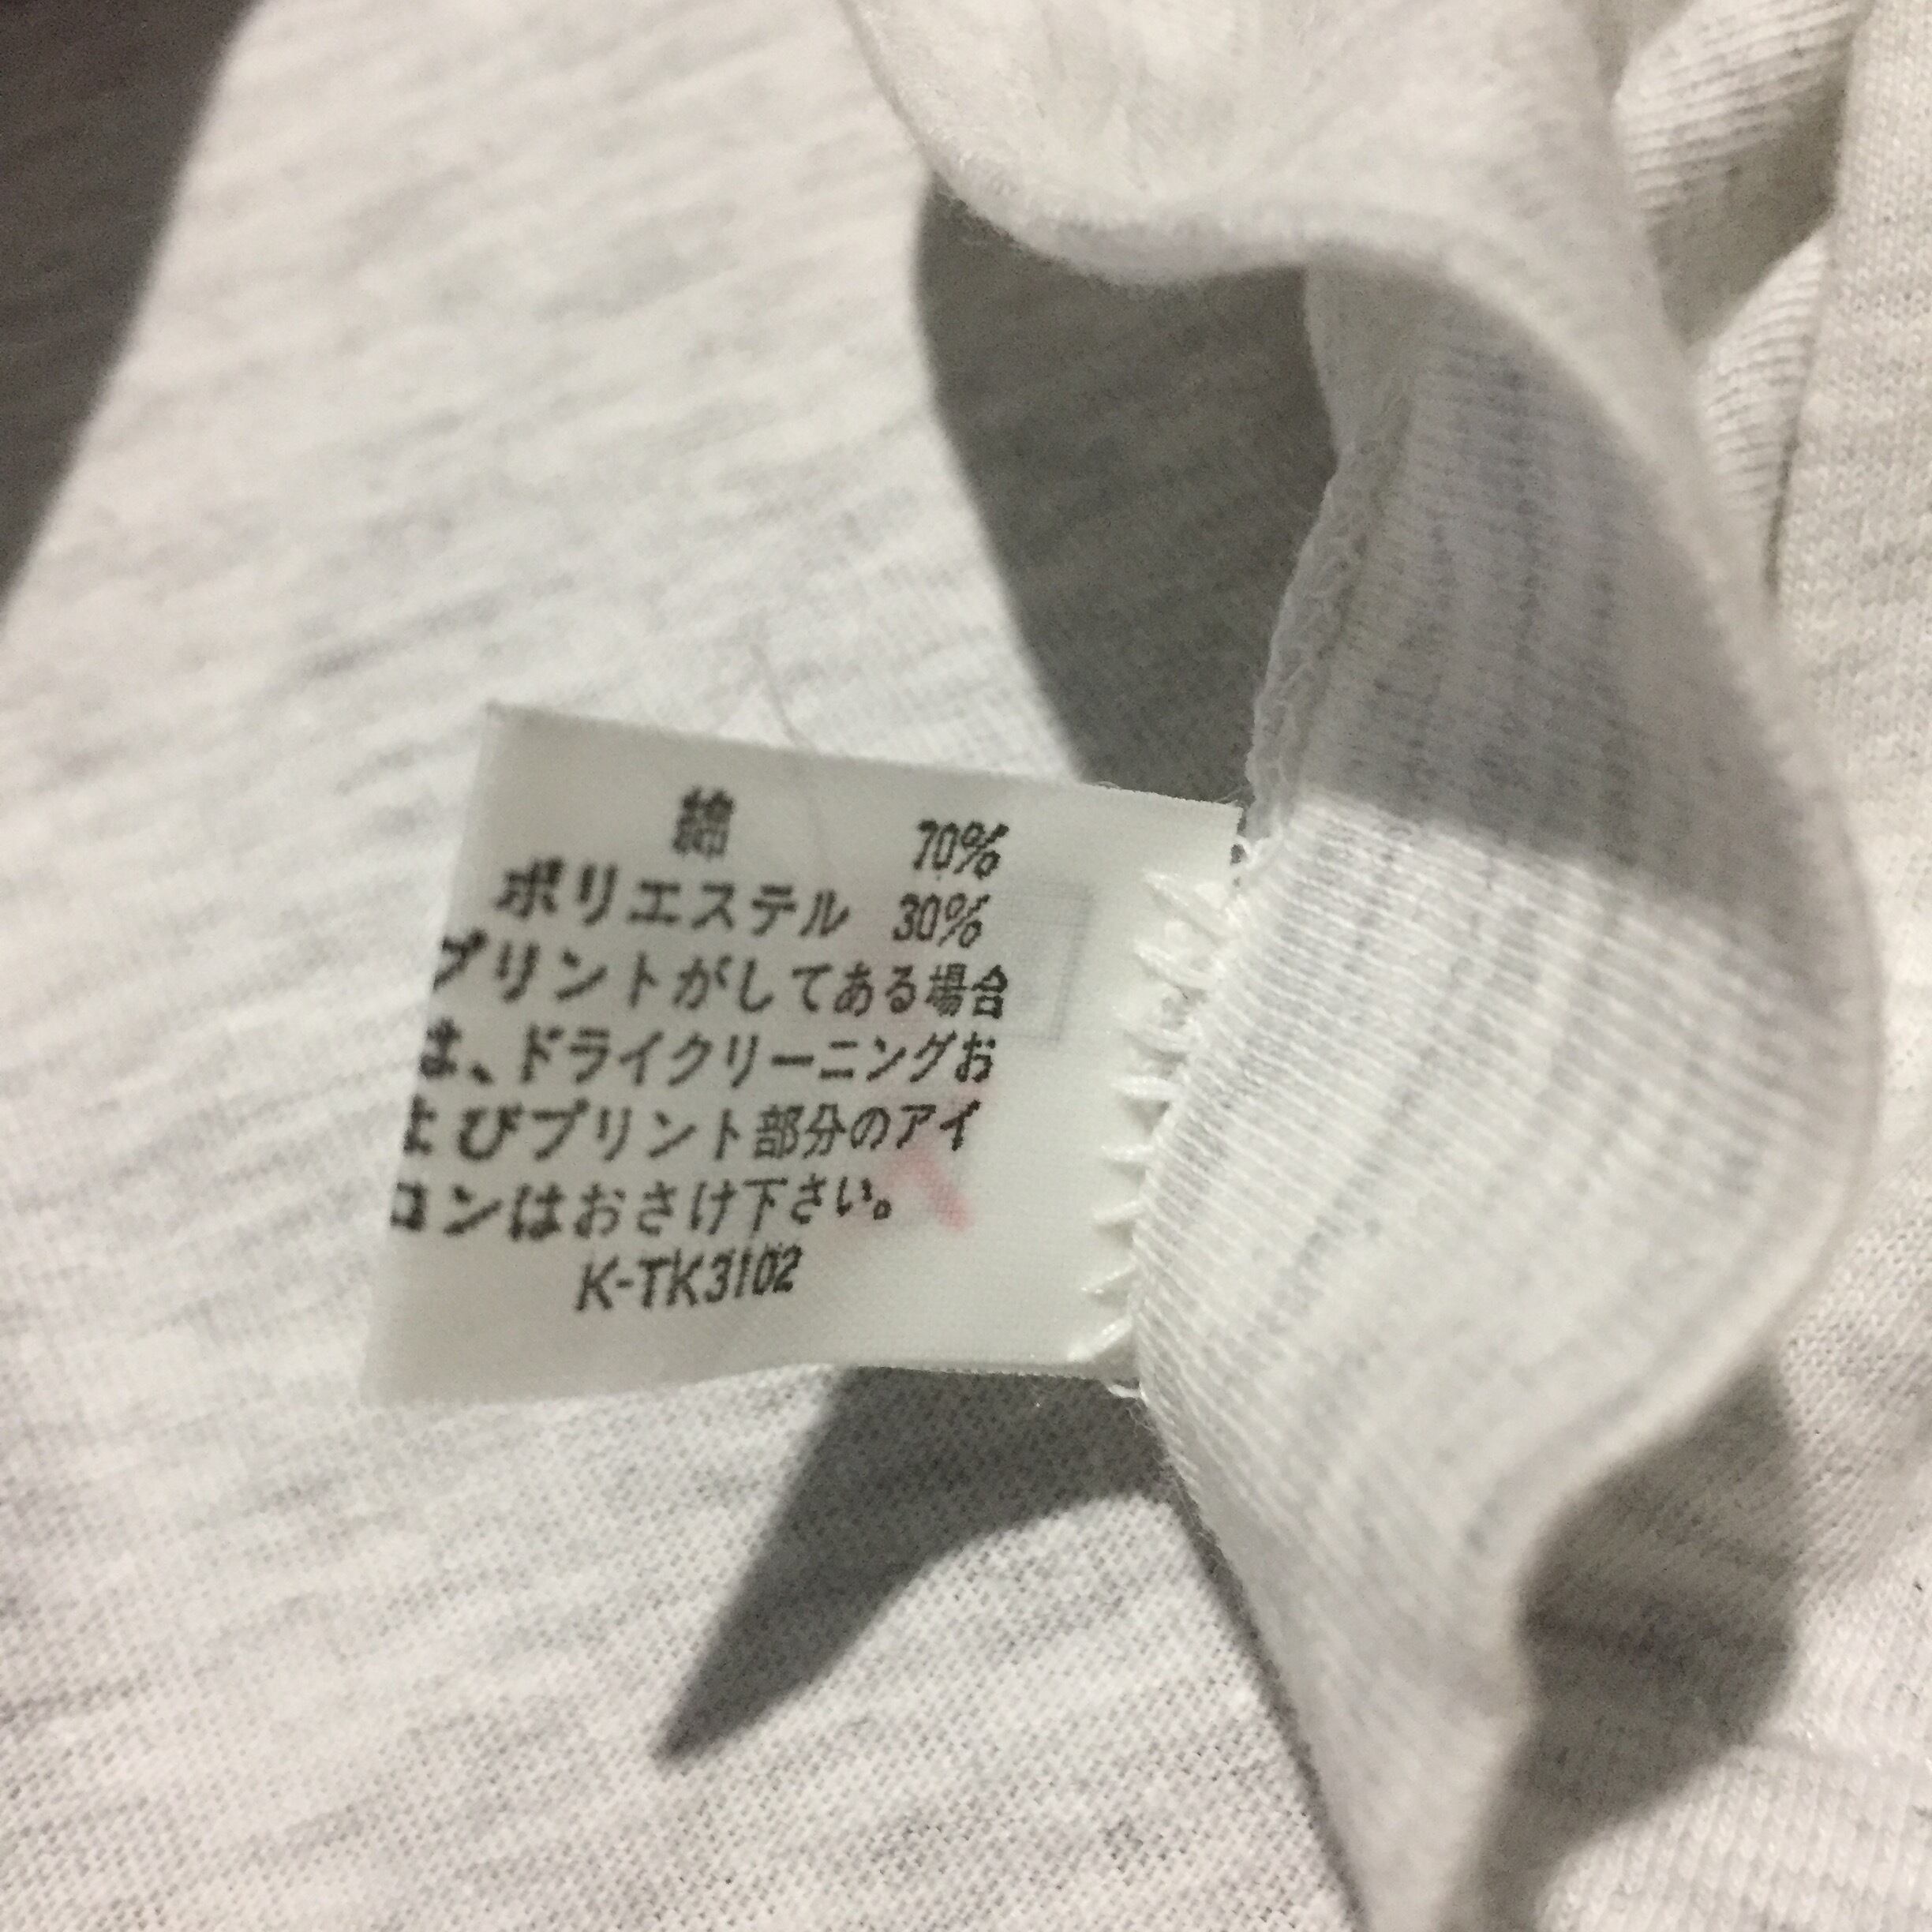 綿 70%
ポリエステル 30%
プリントがしてある場合
は、ドライクリーニングお
よびプリント部分のアイ
ロンはおさけ下さい。
K-TK3102